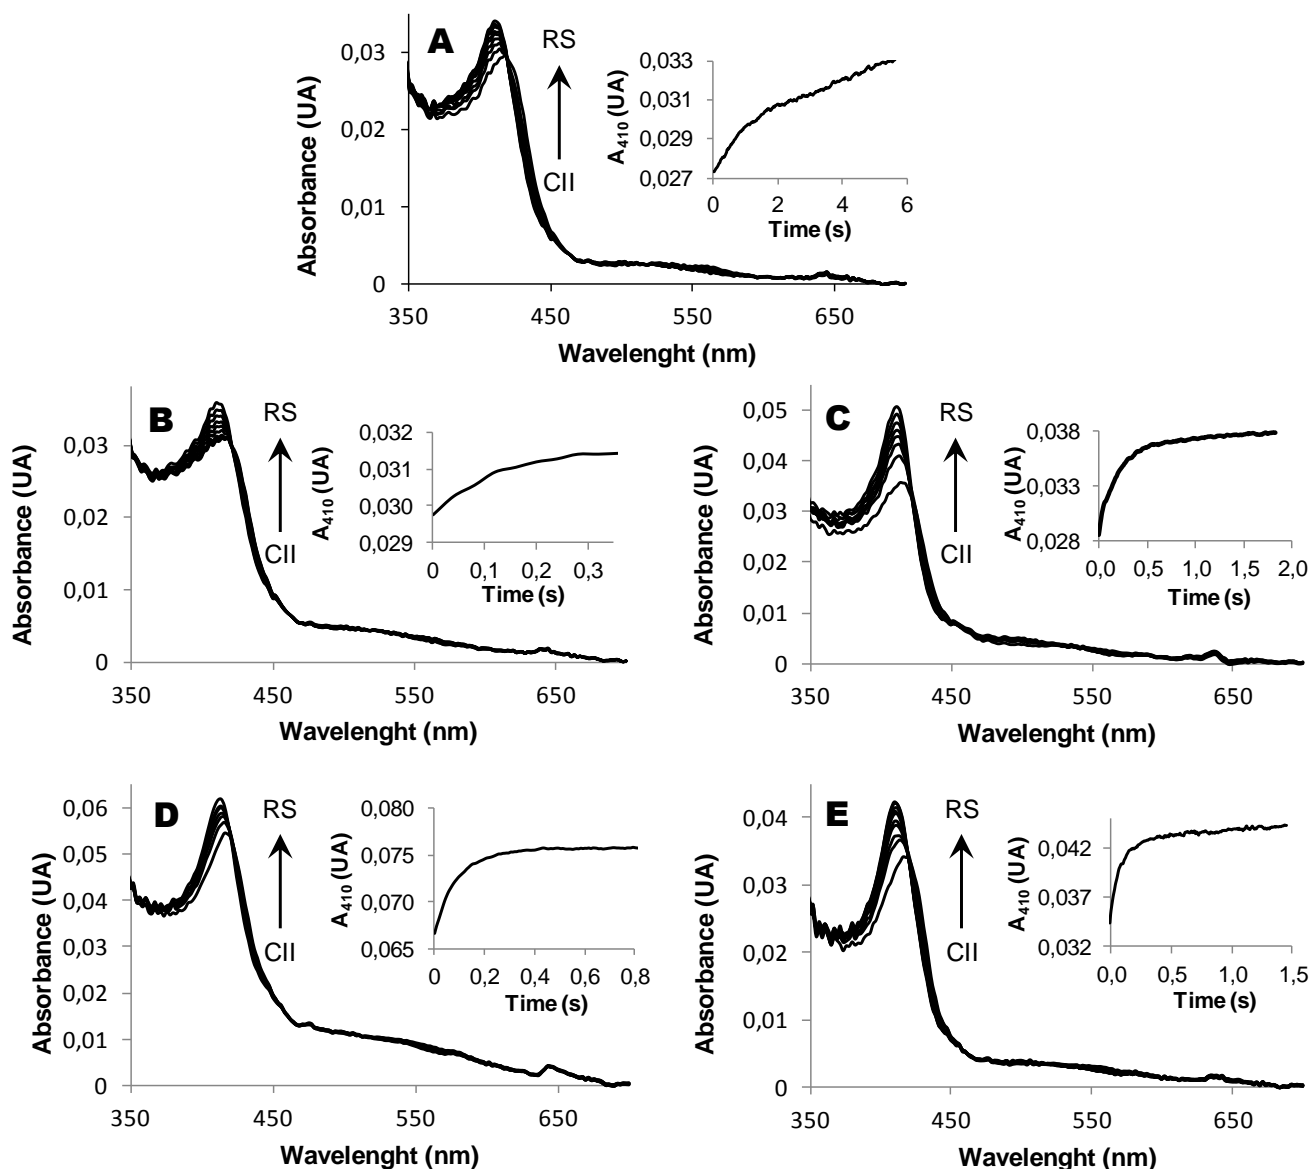 A
RS
CII
Absorbance (UA)
0,03
0,02
0,01
0
350
450
550
650
Wavelenght (nm)
A410 (UA)
0,033
0,031
0,029
0,027
0
2
4
6
Time (s)
B
RS
CII
Absorbance (UA)
0,03
0,02
0,01
0
350
450
550
650
Wavelenght (nm)
A410 (UA)
0,032
0,031
0,030
0,029
0
0,1
0,2
0,3
Time (s)
C
RS
CII
Absorbance (UA)
0,05
0,04
0,03
0,02
0,01
0
350
450
550
650
Wavelenght (nm)
A410 (UA)
0,038
0,033
0,028
0,0
0,5
1,0
1,5
2,0
Time (s)
D
RS
CII
Absorbance (UA)
0,06
0,05
0,04
0,03
0,02
0,01
0
350
450
550
650
Wavelenght (nm)
A410 (UA)
0,080
0,075
0,070
0,065
0
0,2
0,4
0,6
0,8
Time (s)
E
RS
CII
Absorbance (UA)
0,04
0,03
0,02
0,01
0
350
450
550
650
Wavelenght (nm)
A410 (UA)
0,042
0,037
0,032
0,0
0,5
1,0
1,5
Time (s)